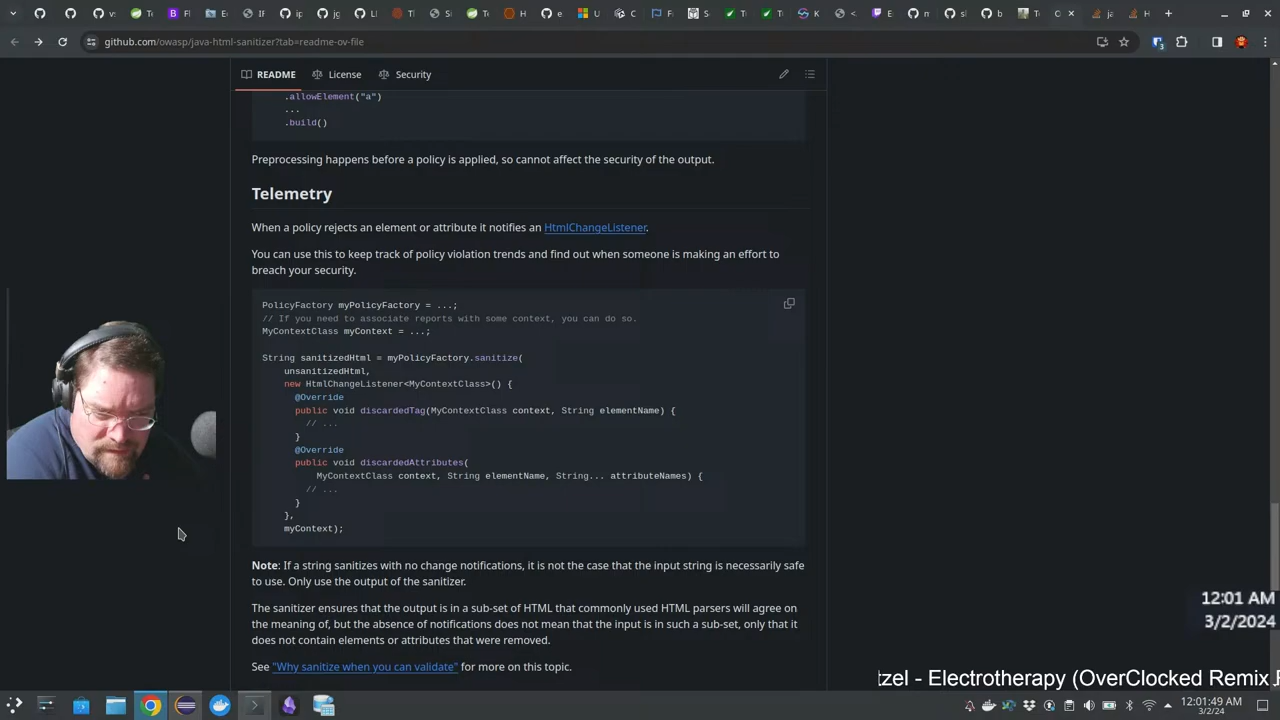 github.com/owasp/java-html-sanitizer?tab=readme-ov-file
README
License
Security
.allowElement("a")
...
.build()
Preprocessing happens before a policy is applied, so cannot affect the security of the output.
Telemetry
When a policy rejects an element or attribute it notifies an HtmlChangeListener.
You can use this to keep track of policy violation trends and find out when someone is making an effort to
breach your security.
PolicyFactory myPolicyFactory = ...;
// If you need to associate reports with some context, you can do so.
MyContextClass myContext = ...;
String sanitizedHtml = myPolicyFactory.sanitize(
unsanitizedHtml,
new HtmlChangeListener<MyContextClass>() {
@Override
public void discardedTag(MyContextClass context, String elementName) {
// ...
}
@Override
public void discardedAttributes(
MyContextClass context, String elementName, String... attributeNames) {
// ...
}
},
myContext);
Note: If a string sanitizes with no change notifications, it is not the case that the input string is necessarily safe
to use. Only use the output of the sanitizer.
The sanitizer ensures that the output is in a sub-set of HTML that commonly used HTML parsers will agree on
the meaning of, but the absence of notifications does not mean that the input is in such a sub-set, only that it
does not contain elements or attributes that were removed.
See "Why sanitize when you can validate" for more on this topic.
12:01 AM
3/2/2024
zel - Electrotherapy (OverClocked Remix
12:01:49 AM
3/2/24